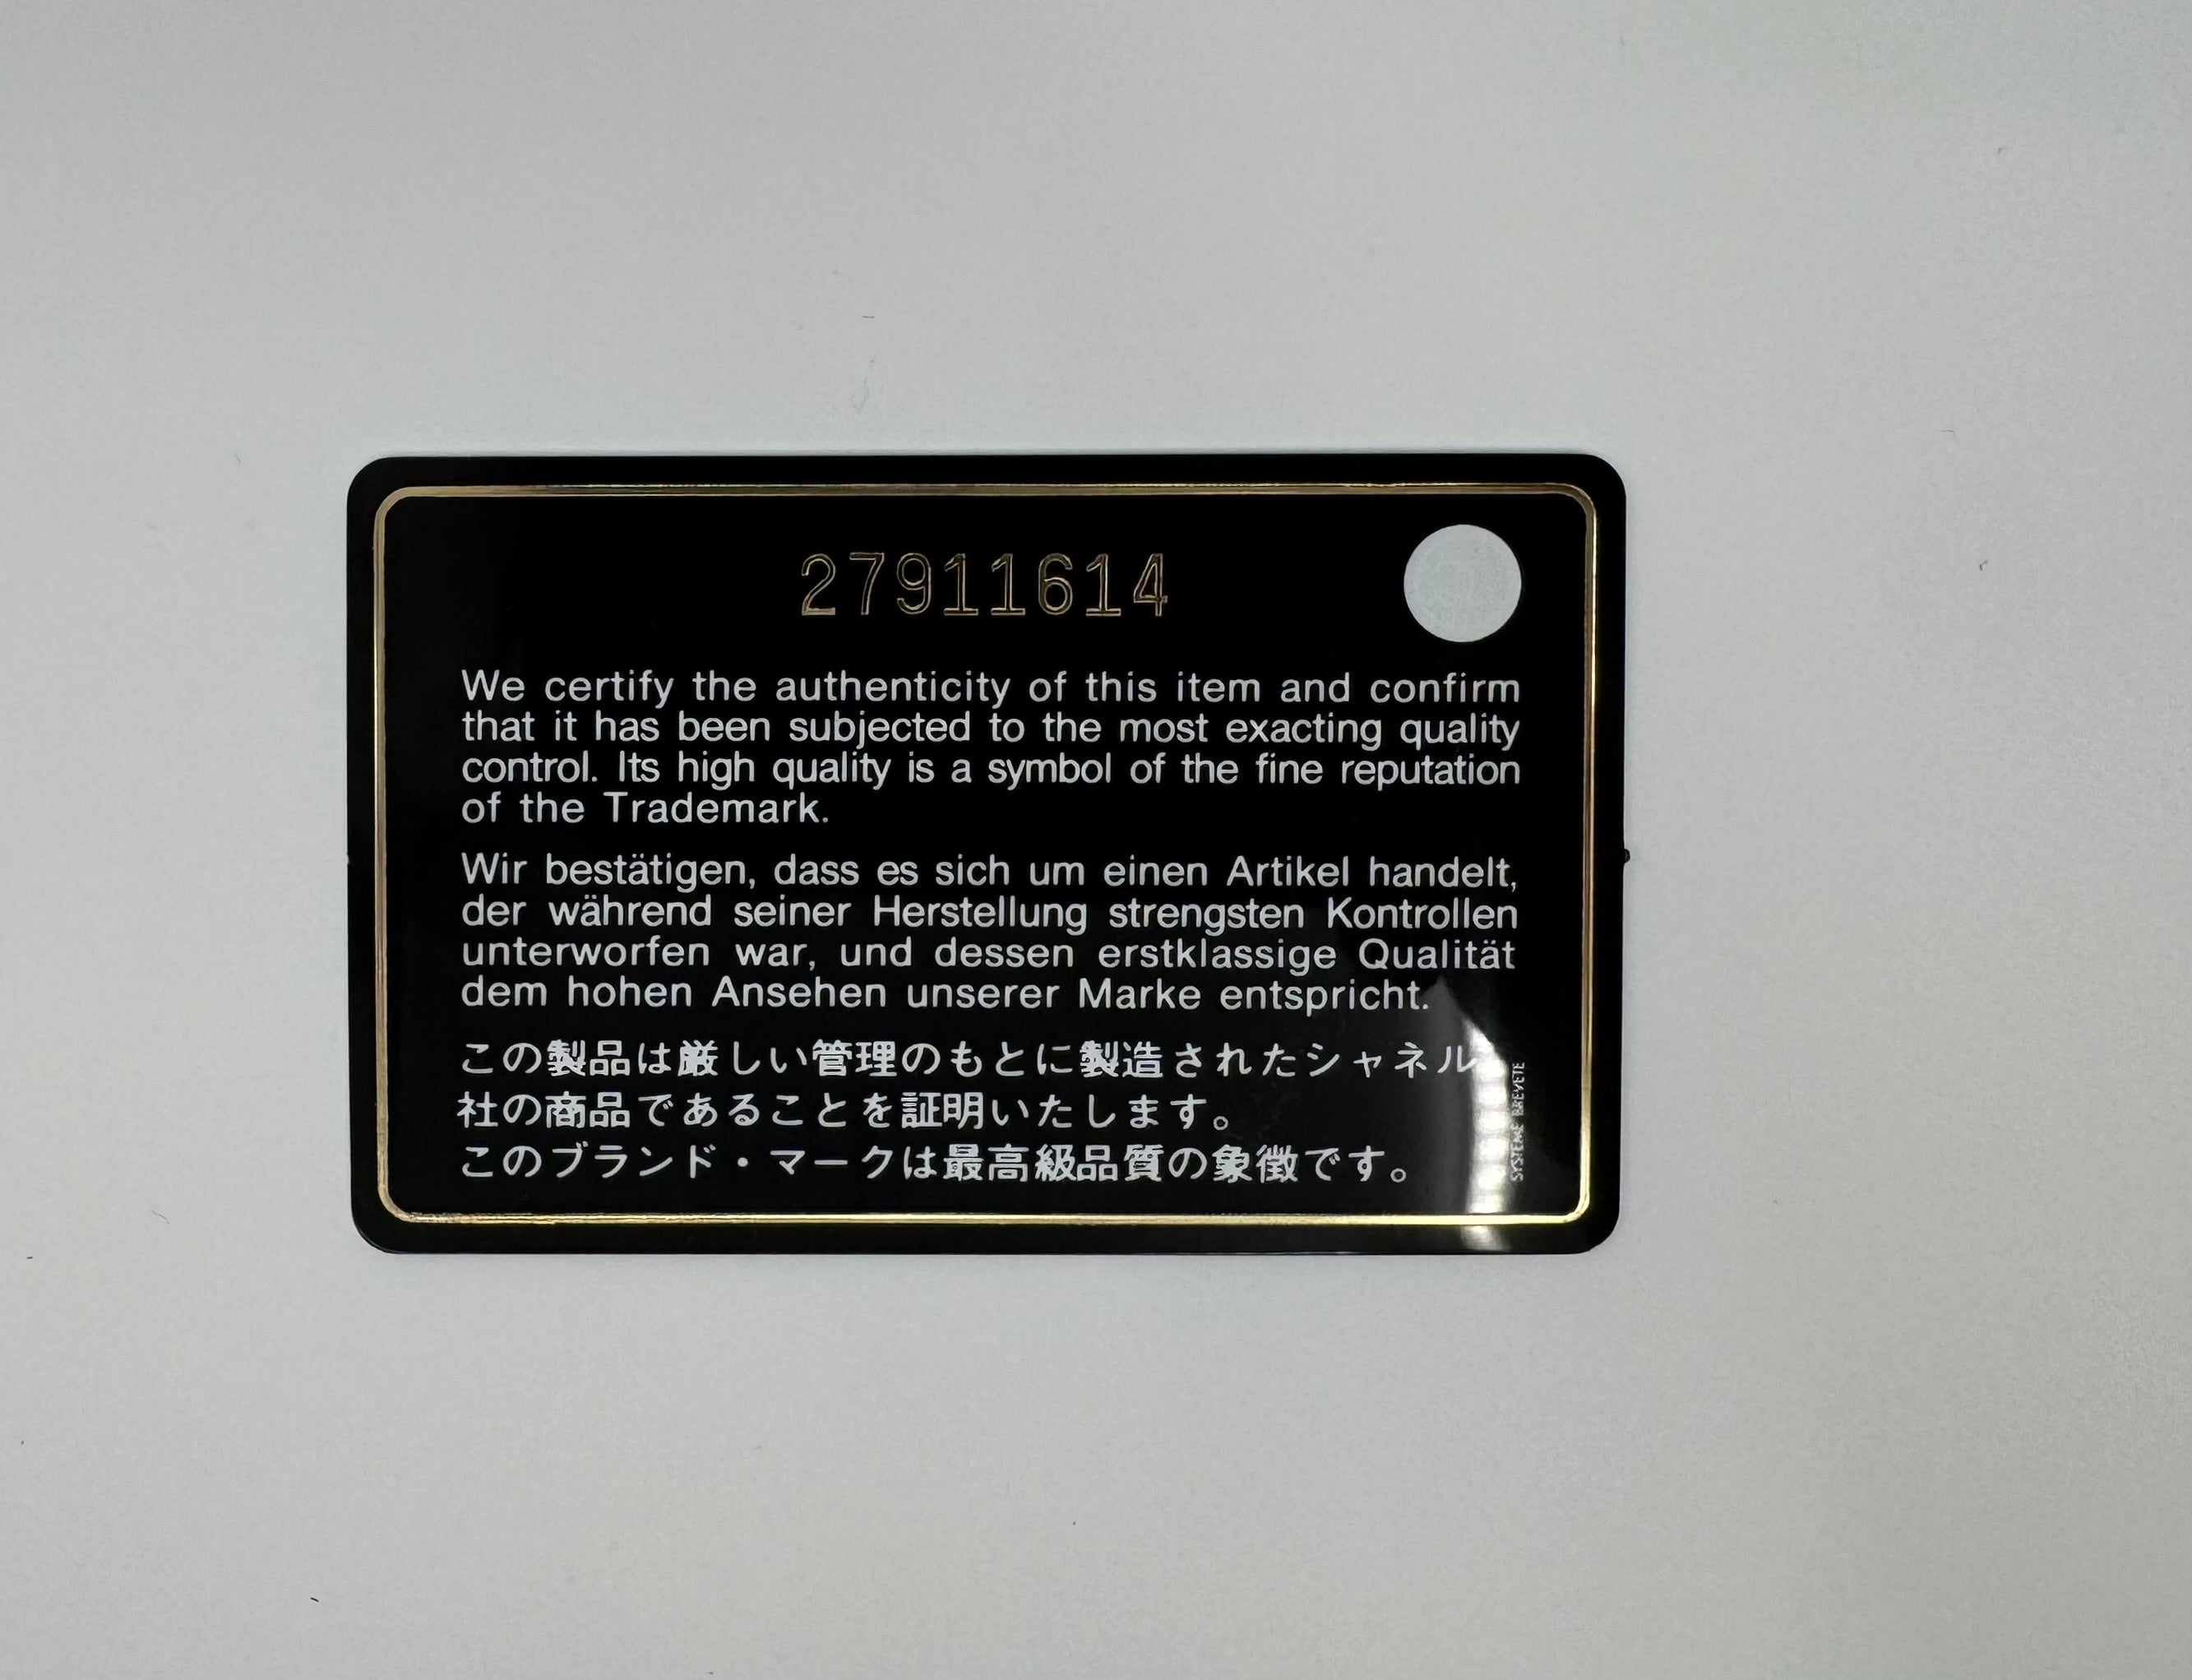 27911614
We certify the authenticity of this item and confirm
that it has been subjected to the most exacting quality
control. Its high quality is a symbol of the fine reputation
of the Trademark.
Wir bestätigen, dass es sich um einen Artikel handelt,
der während seiner Herstellung strengsten Kontrollen
unterworfen war, und dessen erstklassige Qualität
dem hohen Ansehen unserer Marke entspricht.
この製品は厳しい管理のもとに製造されたシャネル
社の商品であることを証明いたします。
このブランド・マークは最高級品質の象徴です。
SYSTEME BREVETE